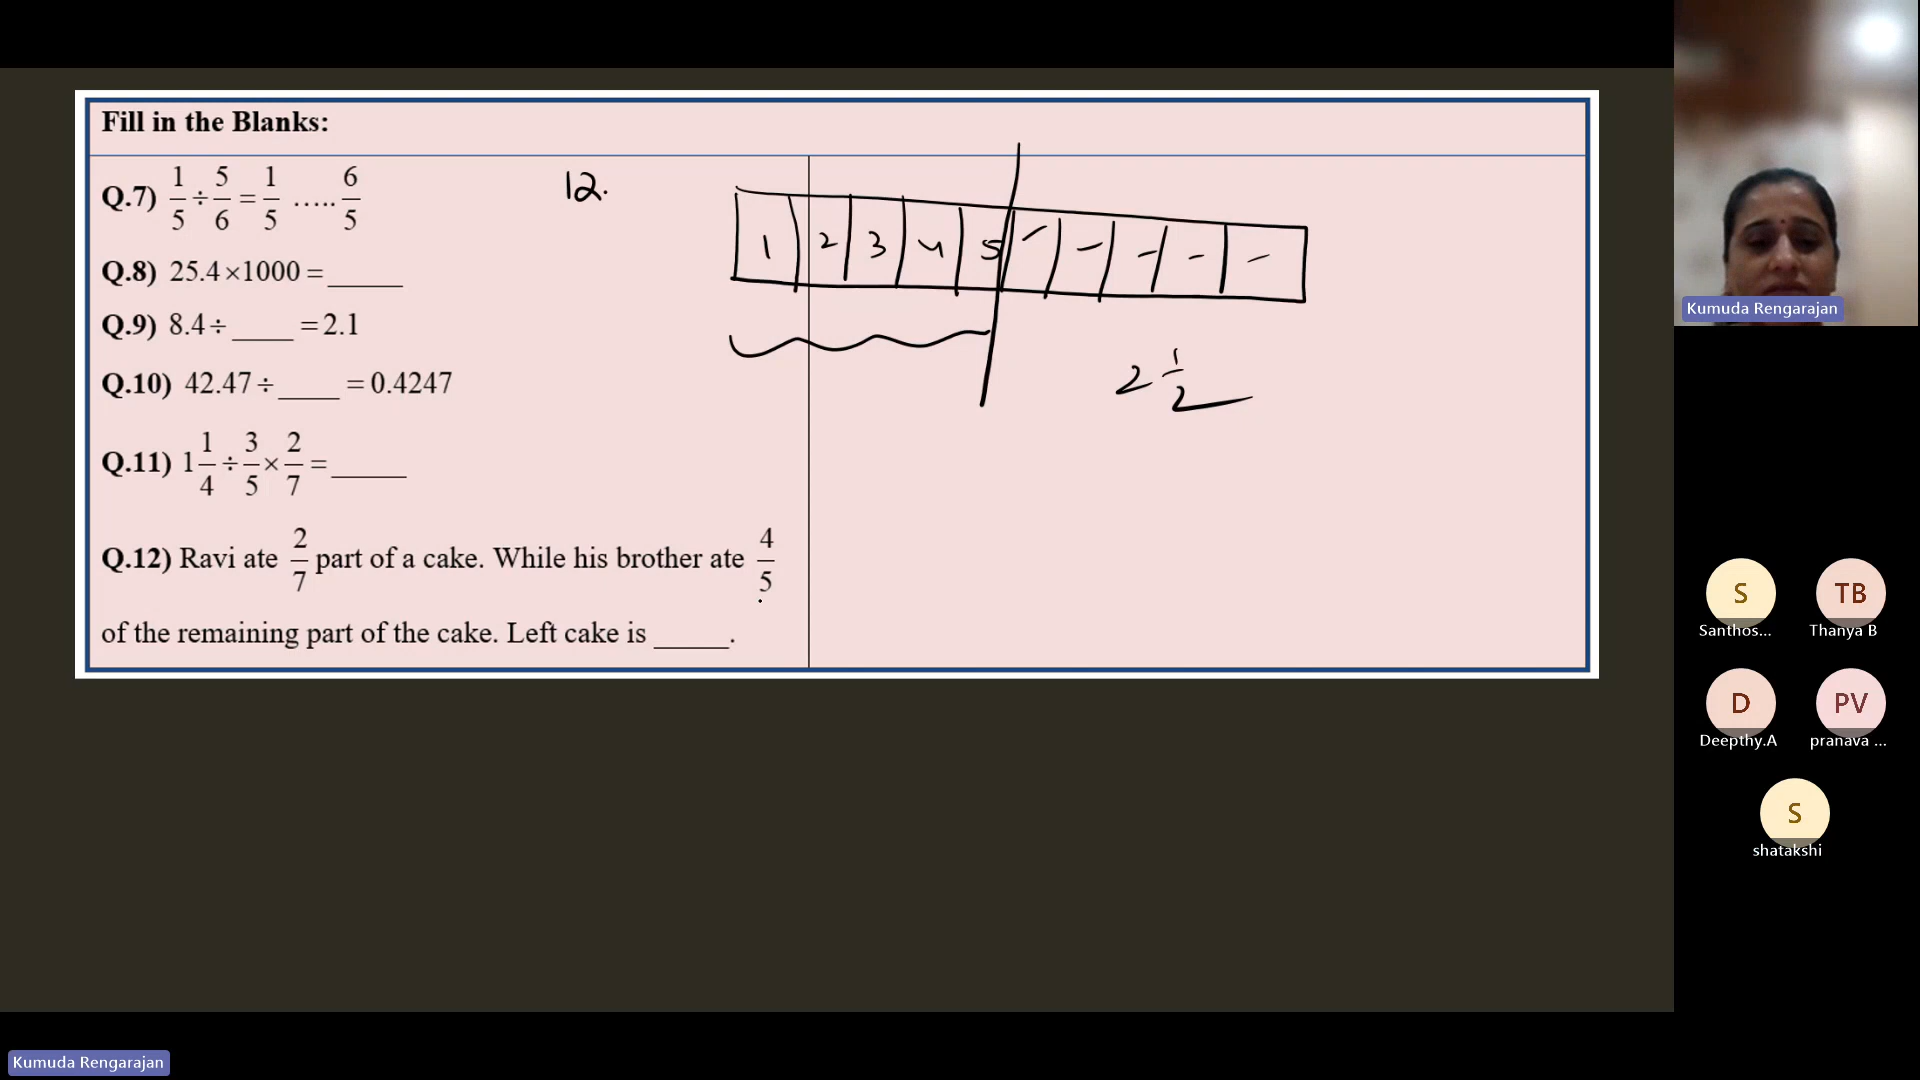 Fill in the Blanks:
Q.7) 1/5 ÷ 5/6 = 1/5 ..... 6/5
Q.8) 25.4 × 1000 = _____
Q.9) 8.4 ÷ ____ = 2.1
Q.10) 42.47 ÷ ____ = 0.4247
Q.11) 1 1/4 ÷ 3/5 × 2/7 = _____
Q.12) Ravi ate 2/7 part of a cake. While his brother ate 4/5
of the remaining part of the cake. Left cake is _____.
12.
1 2 3 4 5 - - - - -
2 1/2
Kumuda Rengarajan
S TB
Santhos... Thanya B
D PV
Deepthy.A pranava ...
S
shatakshi
Kumuda Rengarajan